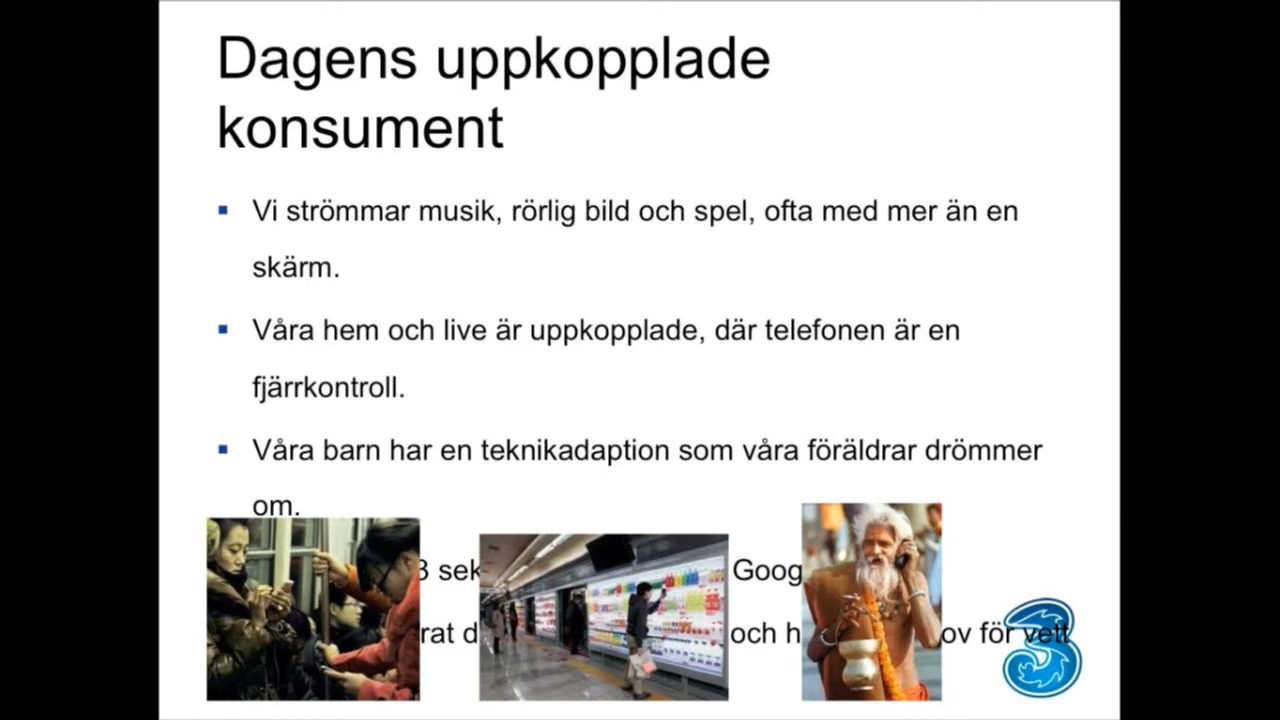 Dagens uppkopplade
konsument
Vi strömmar musik, rörlig bild och spel, ofta med mer än en
skärm.
Våra hem och live är uppkopplade, där telefonen är en
fjärrkontroll.
Våra barn har en teknikadaption som våra föräldrar drömmer
om.
3 sek Goog
rat d och h ov för vett